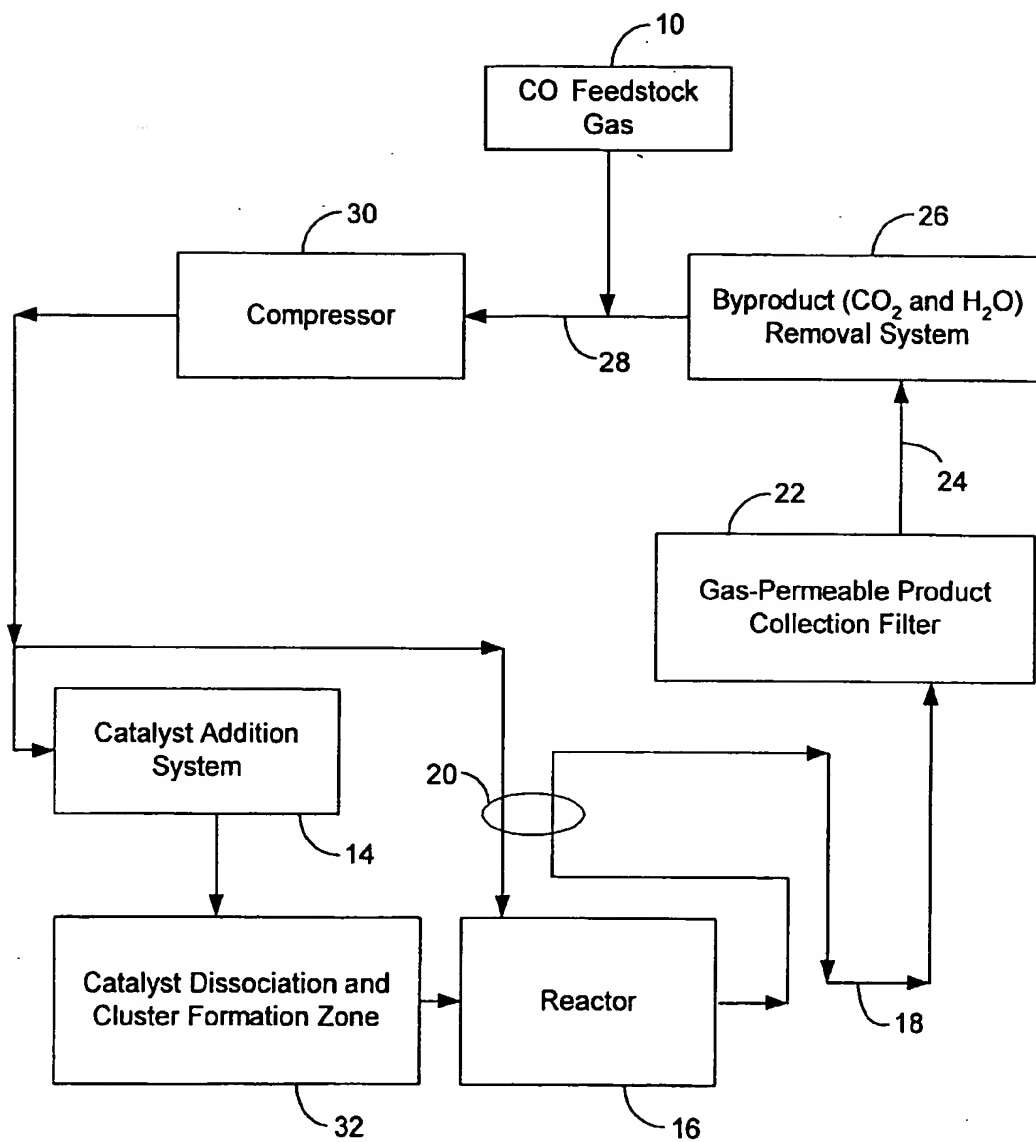 10
CO Feedstock
Gas
30
26
Compressor
Byproduct (CO₂ and H₂O)
Removal System
28
24
22
Gas-Permeable Product
Collection Filter
Catalyst Addition
System
20
14
18
Catalyst Dissociation and
Cluster Formation Zone
Reactor
32
16